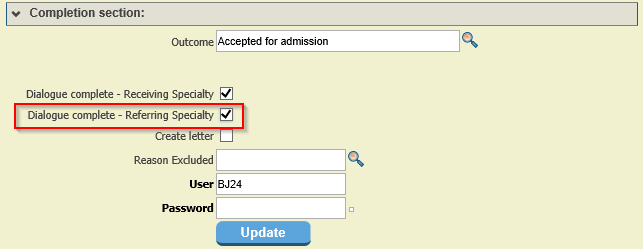 Completion section:
Outcome Accepted for admission
Dialogue complete - Receiving Specialty
Dialogue complete - Referring Specialty
Create letter
Reason Excluded
User BJ24
Password
Update